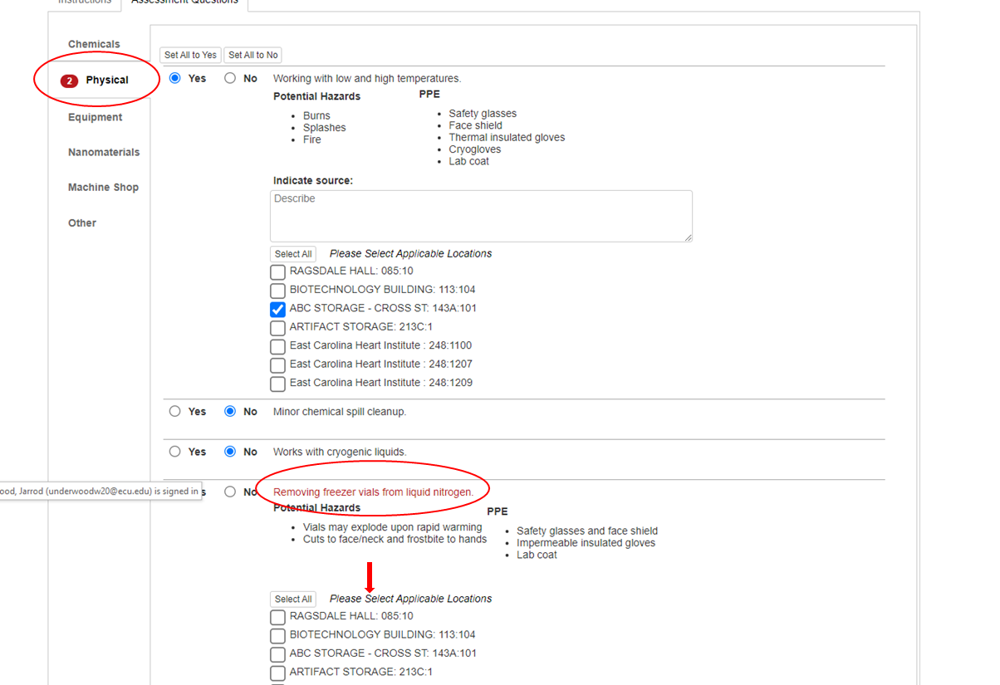 Instructions
Assessment Questions
Chemicals
2 Physical
Equipment
Nanomaterials
Machine Shop
Other
Set All to Yes Set All to No
Yes No Working with low and high temperatures.
Potential Hazards PPE
Burns
Splashes
Fire
Safety glasses
Face shield
Thermal insulated gloves
Cryogloves
Lab coat
Indicate source:
Describe
Select All Please Select Applicable Locations
RAGSDALE HALL: 085:10
BIOTECHNOLOGY BUILDING: 113:104
ABC STORAGE - CROSS ST: 143A:101
ARTIFACT STORAGE: 213C:1
East Carolina Heart Institute : 248:1100
East Carolina Heart Institute : 248:1207
East Carolina Heart Institute : 248:1209
Yes No Minor chemical spill cleanup.
Yes No Works with cryogenic liquids.
ood, Jarrod (underwoodw20@ecu.edu) is signed in
s No Removing freezer vials from liquid nitrogen.
Potential Hazards PPE
Vials may explode upon rapid warming
Cuts to face/neck and frostbite to hands
Safety glasses and face shield
Impermeable insulated gloves
Lab coat
Select All Please Select Applicable Locations
RAGSDALE HALL: 085:10
BIOTECHNOLOGY BUILDING: 113:104
ABC STORAGE - CROSS ST: 143A:101
ARTIFACT STORAGE: 213C:1